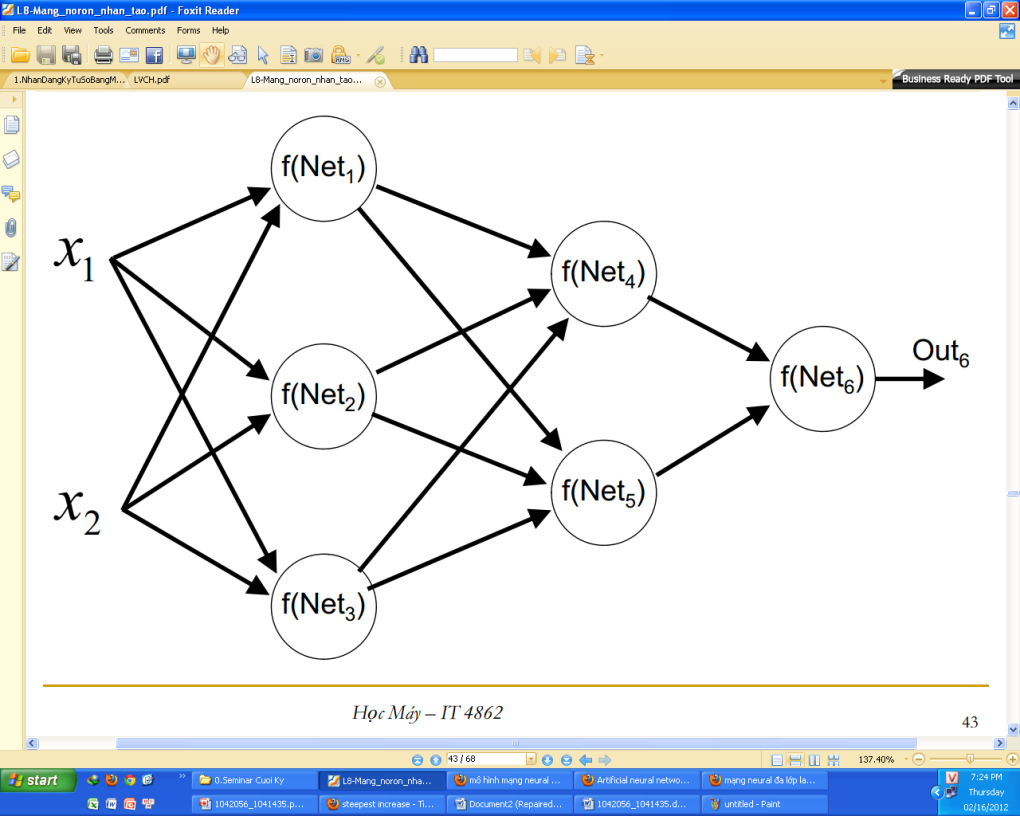 L8-Mang_noron_nhan_tao.pdf - Foxit Reader
File Edit View Tools Comments Forms Help
1.NhanDangKyTuSoBangM... LVCH.pdf L8-Mang_noron_nhan_tao... Business Ready PDF Tool
f(Net1)
x1
f(Net4)
Out6
f(Net6)
f(Net2)
x2
f(Net5)
f(Net3)
Học Máy – IT 4862
43
43 / 68 137.40%
start 0.Seminar Cuoi Ky L8-Mang_noron_nha... mô hình mạng neural ... Artificial neural netwo... mạng neural đa lớp la... 7:24 PM
Thursday
1042056_1041435.p... steepest increase - Ti... Document2 (Repaired... 1042056_1041435.d... untitled - Paint 02/16/2012